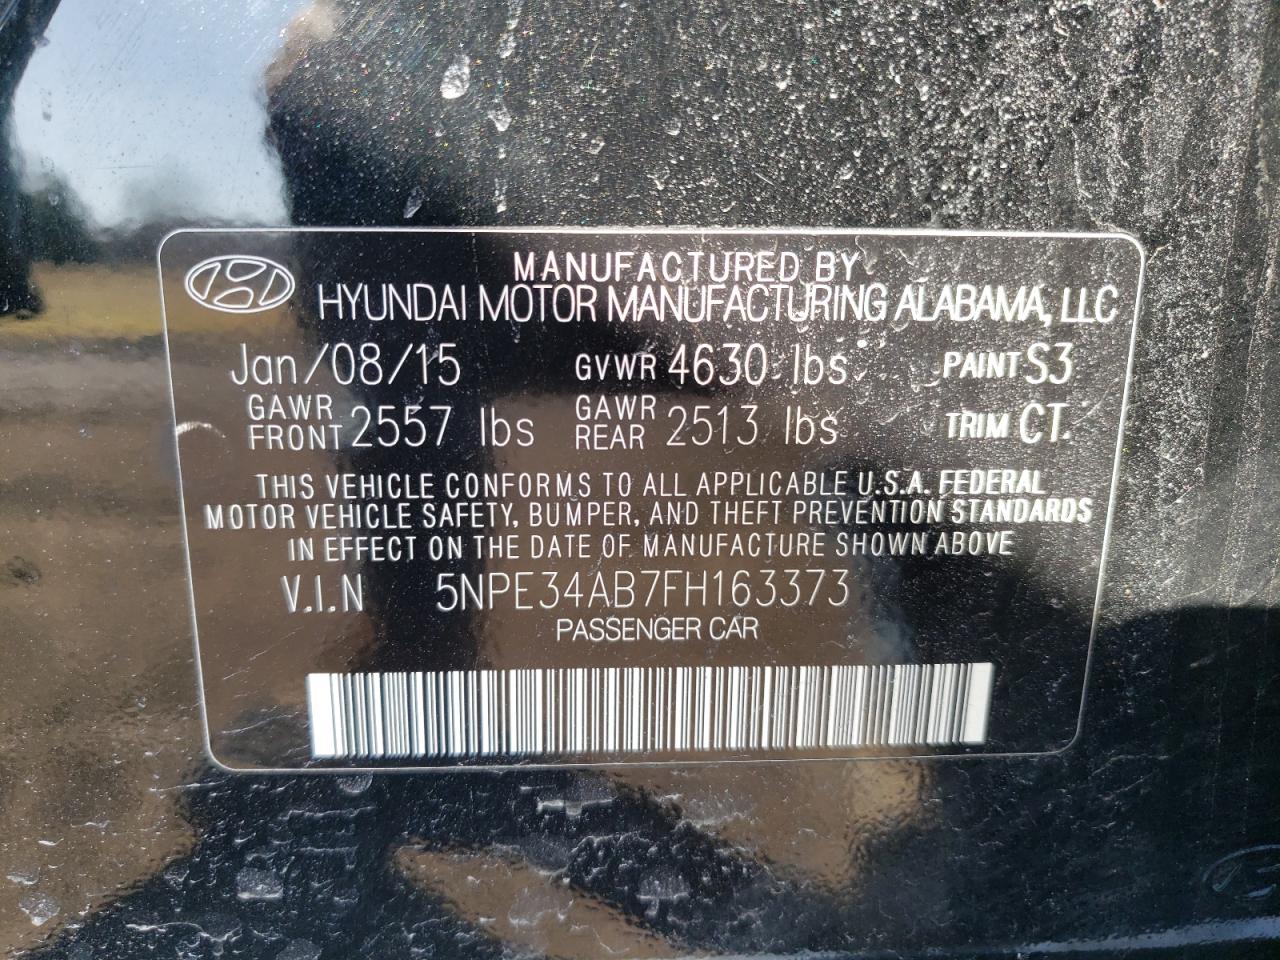 MANUFACTURED BY
HYUNDAI MOTOR MANUFACTURING ALABAMA, LLC
Jan/08/15 GVWR 4630 lbs PAINT S3
GAWR FRONT 2557 lbs GAWR REAR 2513 lbs TRIM CT.
THIS VEHICLE CONFORMS TO ALL APPLICABLE U.S.A. FEDERAL
MOTOR VEHICLE SAFETY, BUMPER, AND THEFT PREVENTION STANDARDS
IN EFFECT ON THE DATE OF MANUFACTURE SHOWN ABOVE
V.I.N 5NPE34AB7FH163373
PASSENGER CAR